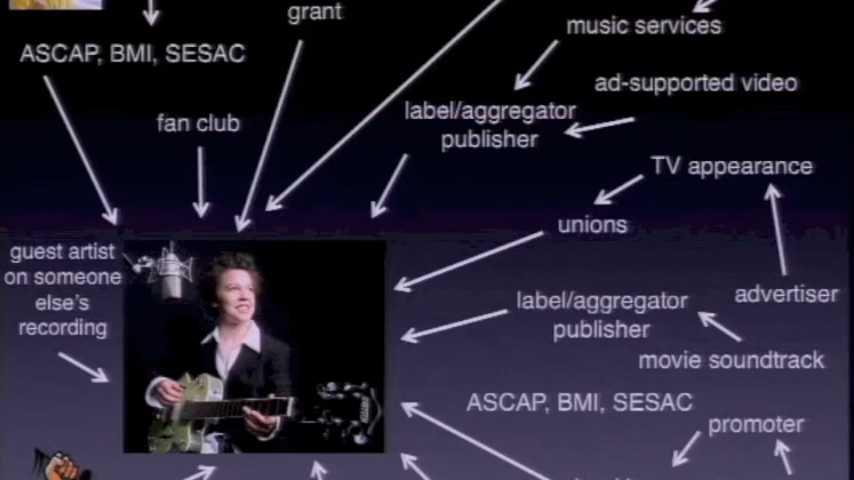 grant
music services
ASCAP, BMI, SESAC
ad-supported video
label/aggregator
publisher
fan club
TV appearance
unions
guest artist
on someone
else's
recording
label/aggregator
publisher
advertiser
movie soundtrack
ASCAP, BMI, SESAC
promoter